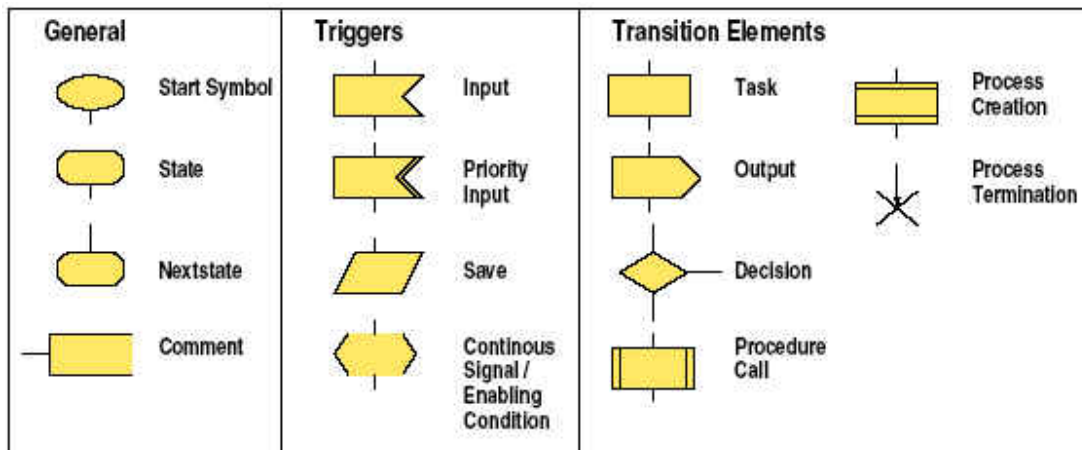 General
Start Symbol
State
Nextstate
Comment
Triggers
Input
Priority
Input
Save
Continous
Signal /
Enabling
Condition
Transition Elements
Task
Output
Decision
Procedure
Call
Process
Creation
Process
Termination